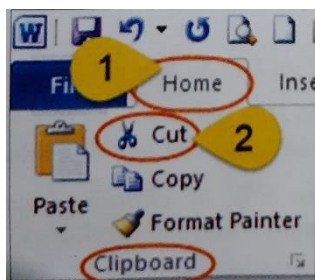 W
1
Fi
Home
Inse
Cut
2
Copy
Paste
Format Painter
Clipboard